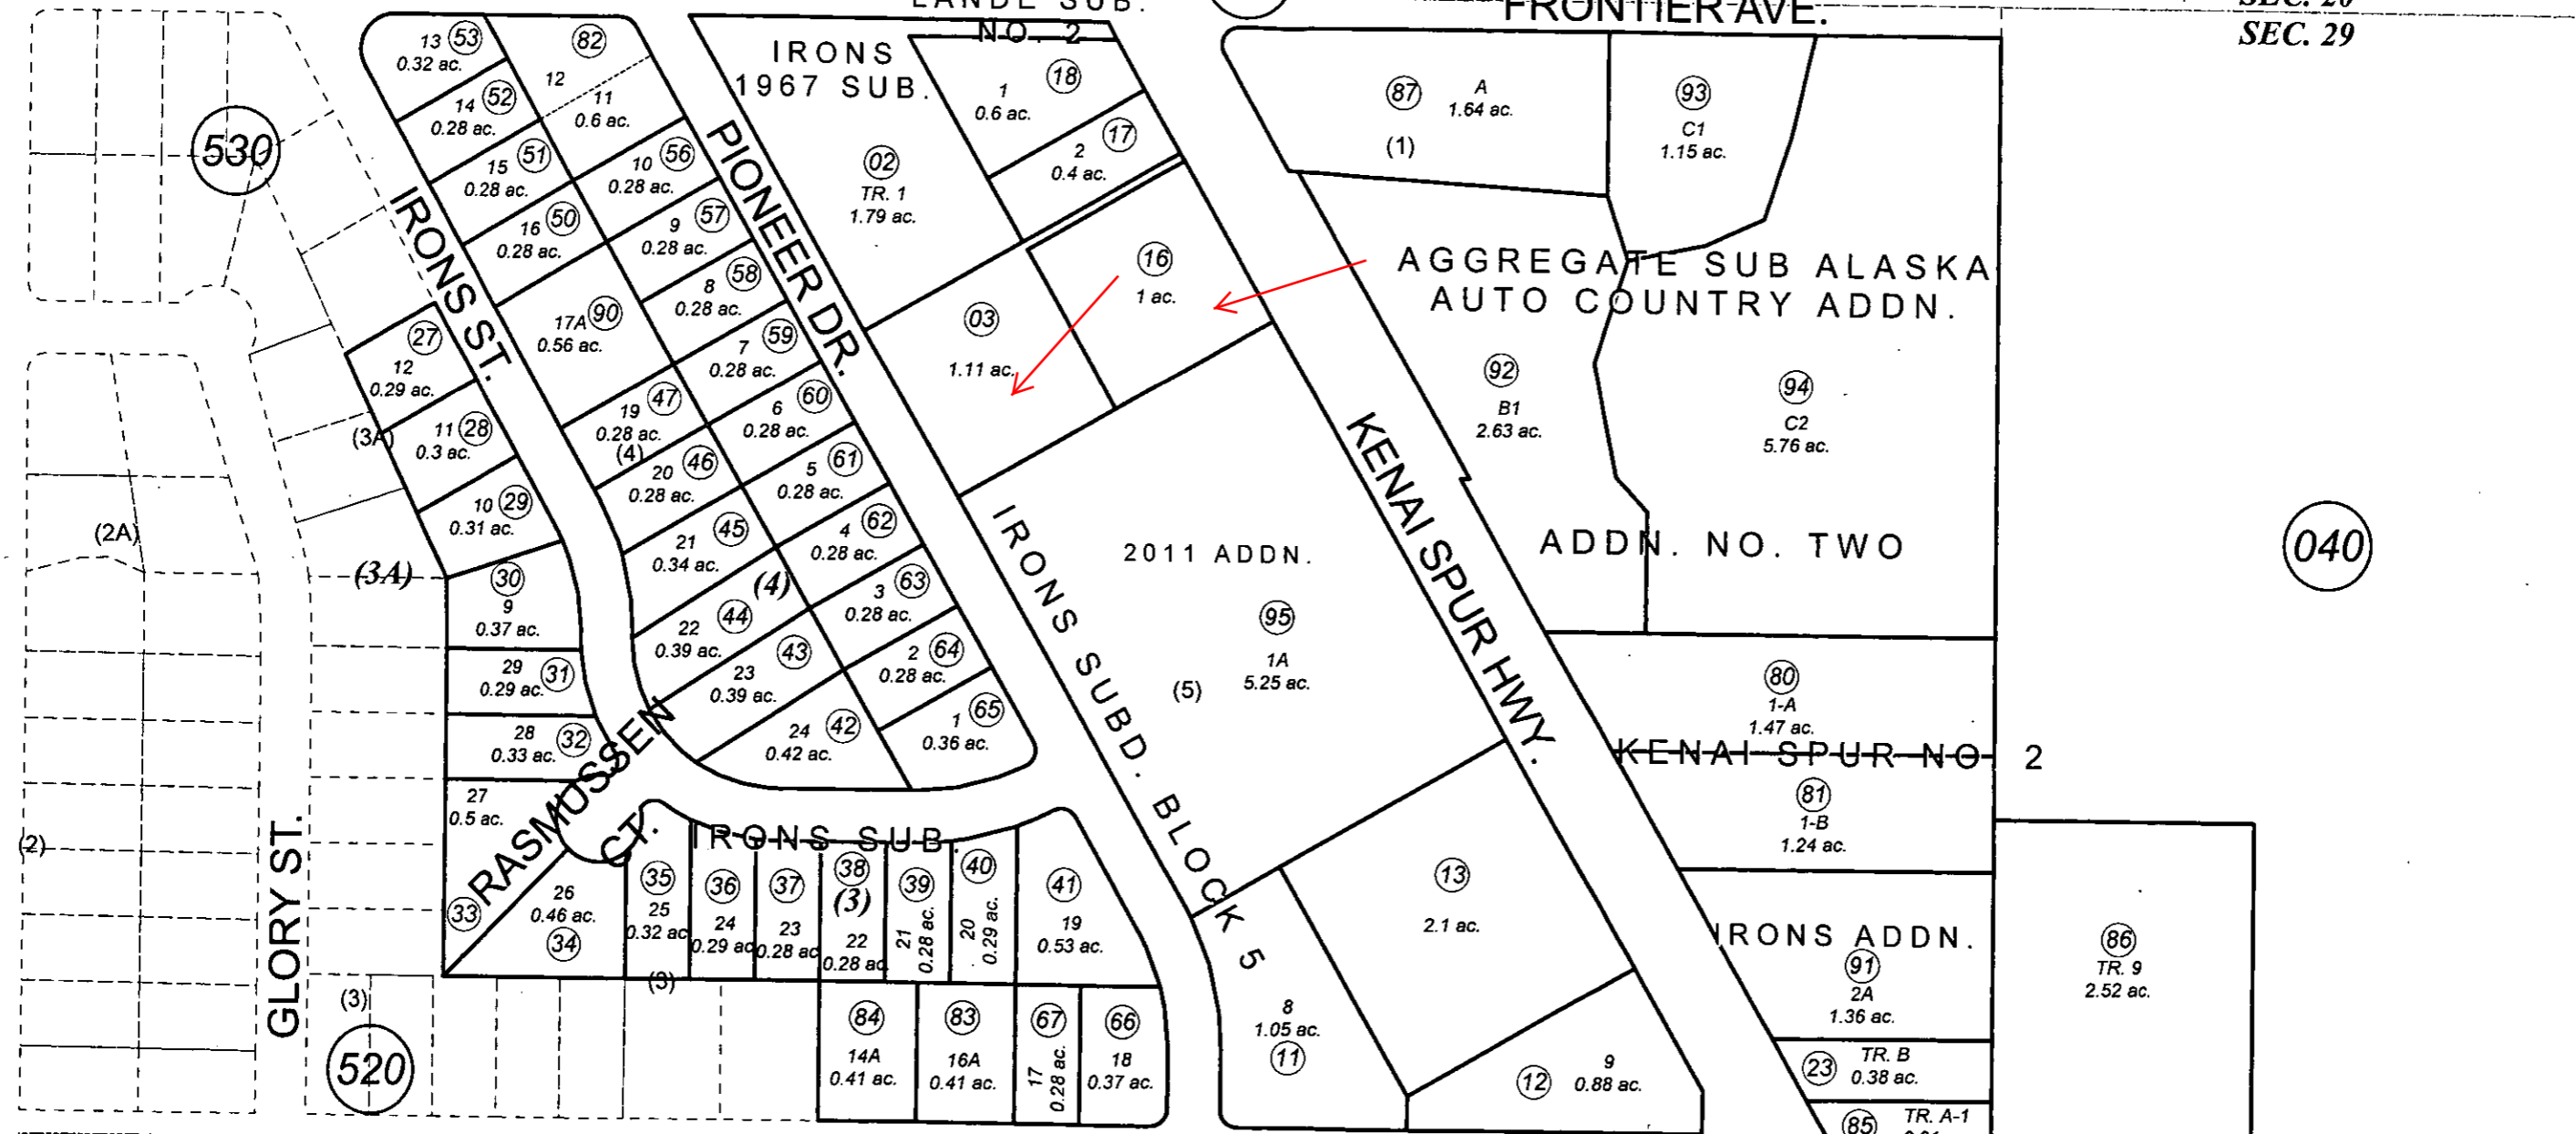 LANDE SUB.
NO. 2
FRONTIER AVE.
SEC. 20
SEC. 29
530
13 53
0.32 ac.
14 52
0.28 ac.
15 51
0.28 ac.
16 50
0.28 ac.
17A 90
0.56 ac.
19 47
0.28 ac.
(4)
20 46
0.28 ac.
21 45
0.34 ac.
(4)
22 44
0.39 ac.
23 43
0.39 ac.
24 42
0.42 ac.
82
12
11
0.6 ac.
10 56
0.28 ac.
9 57
0.28 ac.
8 58
0.28 ac.
7 59
0.28 ac.
6 60
0.28 ac.
5 61
0.28 ac.
4 62
0.28 ac.
3 63
0.28 ac.
2 64
0.28 ac.
1 65
0.36 ac.
IRONS ST.
PIONEER DR.
27
12
0.29 ac.
(3A)
11 28
0.3 ac.
10 29
0.31 ac.
(2A)
(3A)
30
9
0.37 ac.
29 31
0.29 ac.
28 32
0.33 ac.
27
0.5 ac.
33
RASMUSSEN
CT.
26
0.46 ac.
34
(2)
GLORY ST.
(3)
520
IRONS SUB
35
25
0.32 ac
36
24
0.29 ac
37
23
0.28 ac
38
(3)
22
0.28 ac
39
21
0.28 ac.
40
20
0.29 ac.
41
19
0.53 ac.
(3)
84
14A
0.41 ac.
83
16A
0.41 ac.
67
17
0.28 ac.
66
18
0.37 ac.
IRONS
1967 SUB.
02
TR. 1
1.79 ac.
1 18
0.6 ac.
2 17
0.4 ac.
16
1 ac.
03
1.11 ac.
IRONS SUBD. BLOCK 5
2011 ADDN.
95
1A
5.25 ac.
(5)
13
2.1 ac.
8
1.05 ac.
11
12
9
0.88 ac.
KENAI SPUR HWY.
87
A
1.64 ac.
(1)
93
C1
1.15 ac.
AGGREGATE SUB ALASKA
AUTO COUNTRY ADDN.
92
B1
2.63 ac.
94
C2
5.76 ac.
ADDN. NO. TWO
040
80
1-A
1.47 ac.
KENAI SPUR NO 2
81
1-B
1.24 ac.
IRONS ADDN.
91
2A
1.36 ac.
86
TR. 9
2.52 ac.
23
TR. B
0.38 ac.
85
TR. A-1